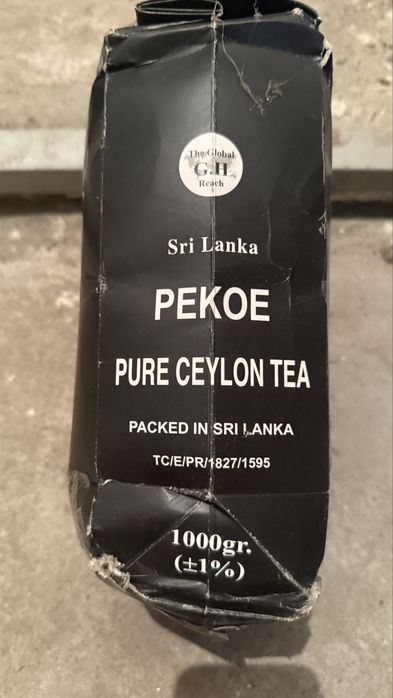 The Global
G.H
Reach
Sri Lanka
PEKOE
PURE CEYLON TEA
PACKED IN SRI LANKA
TC/E/PR/1827/1595
1000gr.
(±1%)